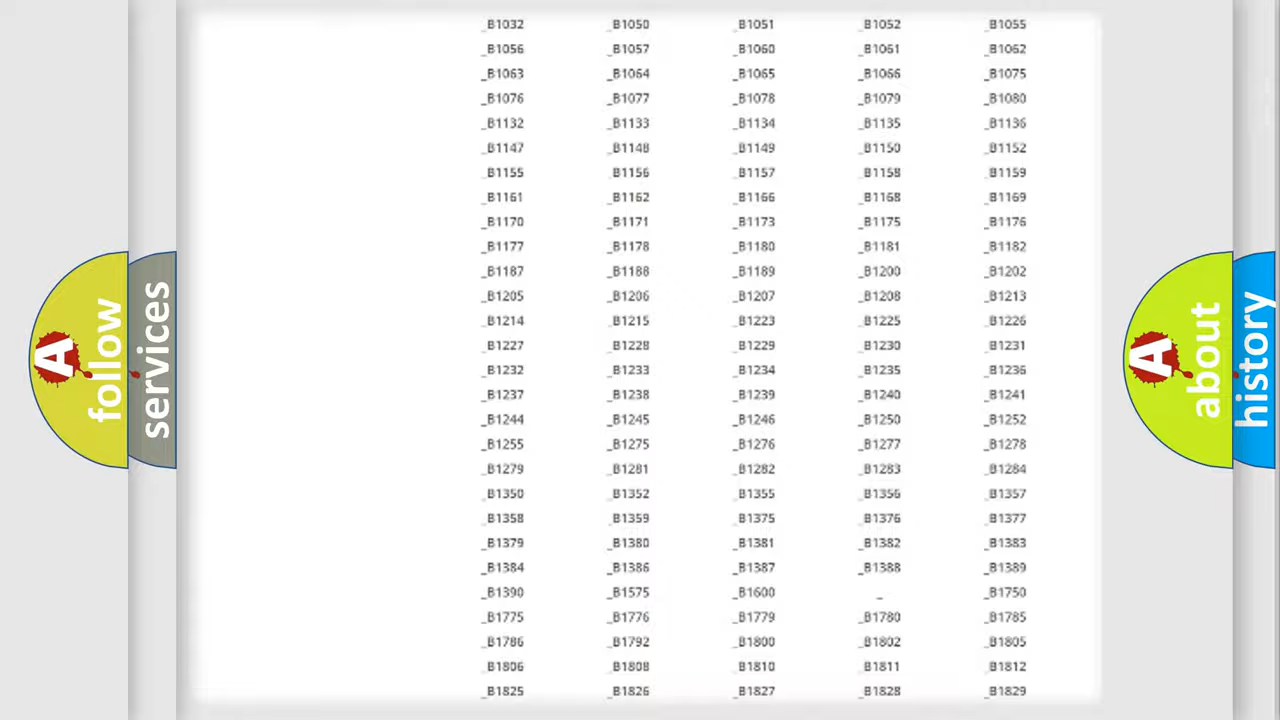 _B1032 _B1050 _B1051 _B1052 _B1055
_B1056 _B1057 _B1060 _B1061 _B1062
_B1063 _B1064 _B1065 _B1066 _B1075
_B1076 _B1077 _B1078 _B1079 _B1080
_B1132 _B1133 _B1134 _B1135 _B1136
_B1147 _B1148 _B1149 _B1150 _B1152
_B1155 _B1156 _B1157 _B1158 _B1159
_B1161 _B1162 _B1166 _B1168 _B1169
_B1170 _B1171 _B1173 _B1175 _B1176
_B1177 _B1178 _B1180 _B1181 _B1182
_B1187 _B1188 _B1189 _B1200 _B1202
_B1205 _B1206 _B1207 _B1208 _B1213
_B1214 _B1215 _B1223 _B1225 _B1226
_B1227 _B1228 _B1229 _B1230 _B1231
_B1232 _B1233 _B1234 _B1235 _B1236
_B1237 _B1238 _B1239 _B1240 _B1241
_B1244 _B1245 _B1246 _B1250 _B1252
_B1255 _B1275 _B1276 _B1277 _B1278
_B1279 _B1281 _B1282 _B1283 _B1284
_B1350 _B1352 _B1355 _B1356 _B1357
_B1358 _B1359 _B1375 _B1376 _B1377
_B1379 _B1380 _B1381 _B1382 _B1383
_B1384 _B1386 _B1387 _B1388 _B1389
_B1390 _B1575 _B1600 _ _B1750
_B1775 _B1776 _B1779 _B1780 _B1785
_B1786 _B1792 _B1800 _B1802 _B1805
_B1806 _B1808 _B1810 _B1811 _B1812
_B1825 _B1826 _B1827 _B1828 _B1829
A follow
services
A about
history